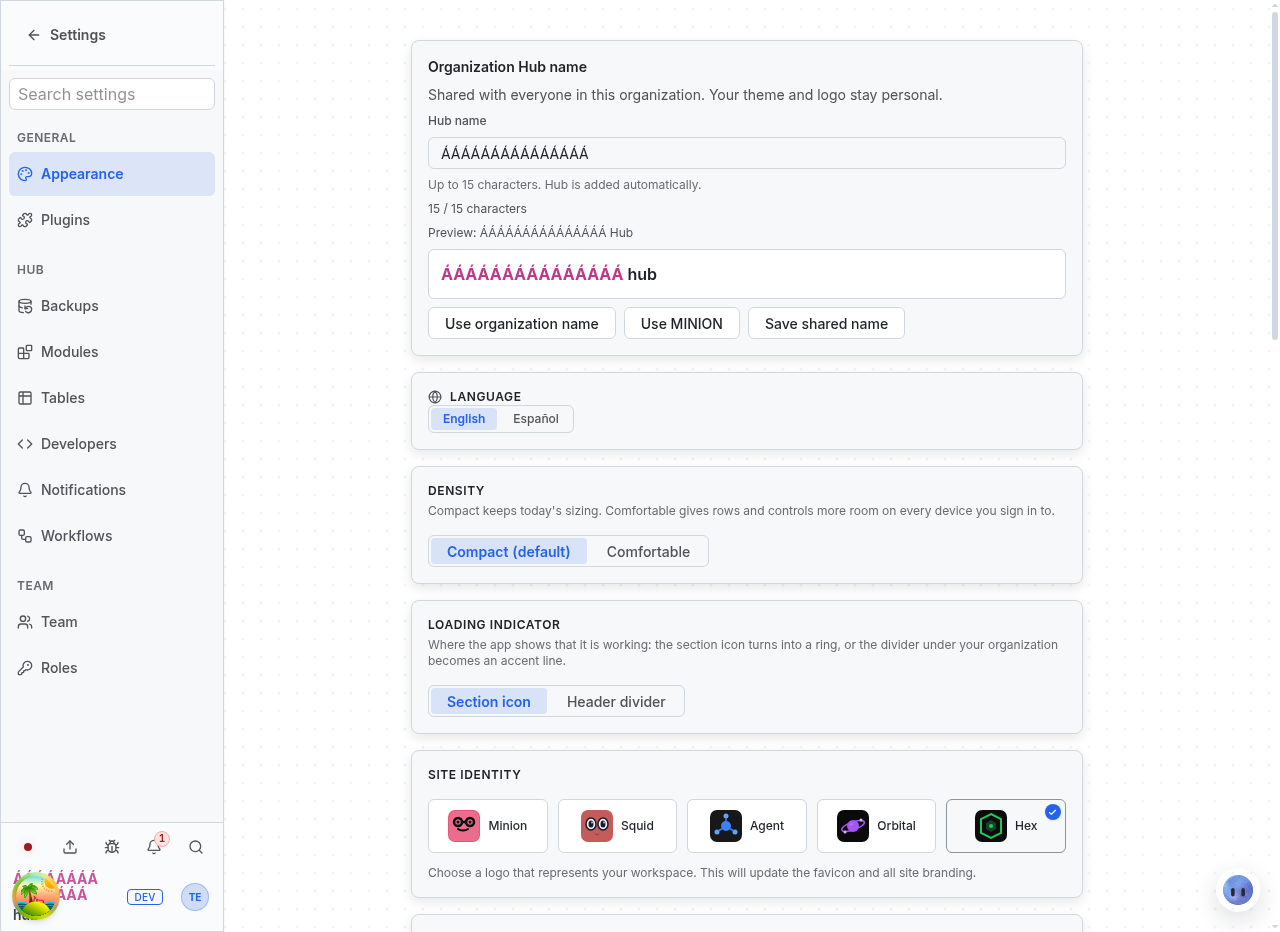 Settings
Search settings
GENERAL
Appearance
Plugins
HUB
Backups
Modules
Tables
Developers
Notifications
Workflows
TEAM
Team
Roles
1
DEV
TE
Organization Hub name
Shared with everyone in this organization. Your theme and logo stay personal.
Hub name
ÁÁÁÁÁÁÁÁÁÁÁÁÁÁÁ
Up to 15 characters. Hub is added automatically.
15 / 15 characters
Preview: ÁÁÁÁÁÁÁÁÁÁÁÁÁÁÁ Hub
ÁÁÁÁÁÁÁÁÁÁÁÁÁÁÁ hub
Use organization name Use MINION Save shared name
LANGUAGE
English Español
DENSITY
Compact keeps today's sizing. Comfortable gives rows and controls more room on every device you sign in to.
Compact (default) Comfortable
LOADING INDICATOR
Where the app shows that it is working: the section icon turns into a ring, or the divider under your organization
becomes an accent line.
Section icon Header divider
SITE IDENTITY
Minion Squid Agent Orbital Hex
Choose a logo that represents your workspace. This will update the favicon and all site branding.